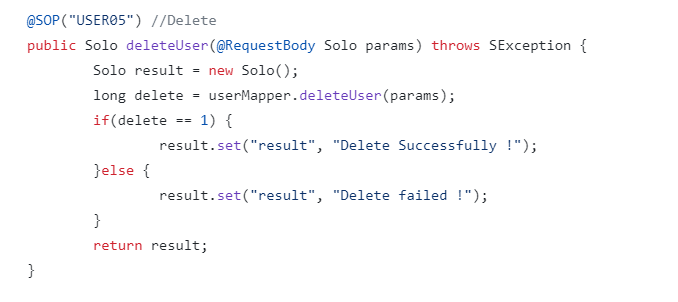 @SOP("USER05") //Delete
public Solo deleteUser(@RequestBody Solo params) throws SException {
Solo result = new Solo();
long delete = userMapper.deleteUser(params);
if(delete == 1) {
result.set("result", "Delete Successfully !");
}else {
result.set("result", "Delete failed !");
}
return result;
}